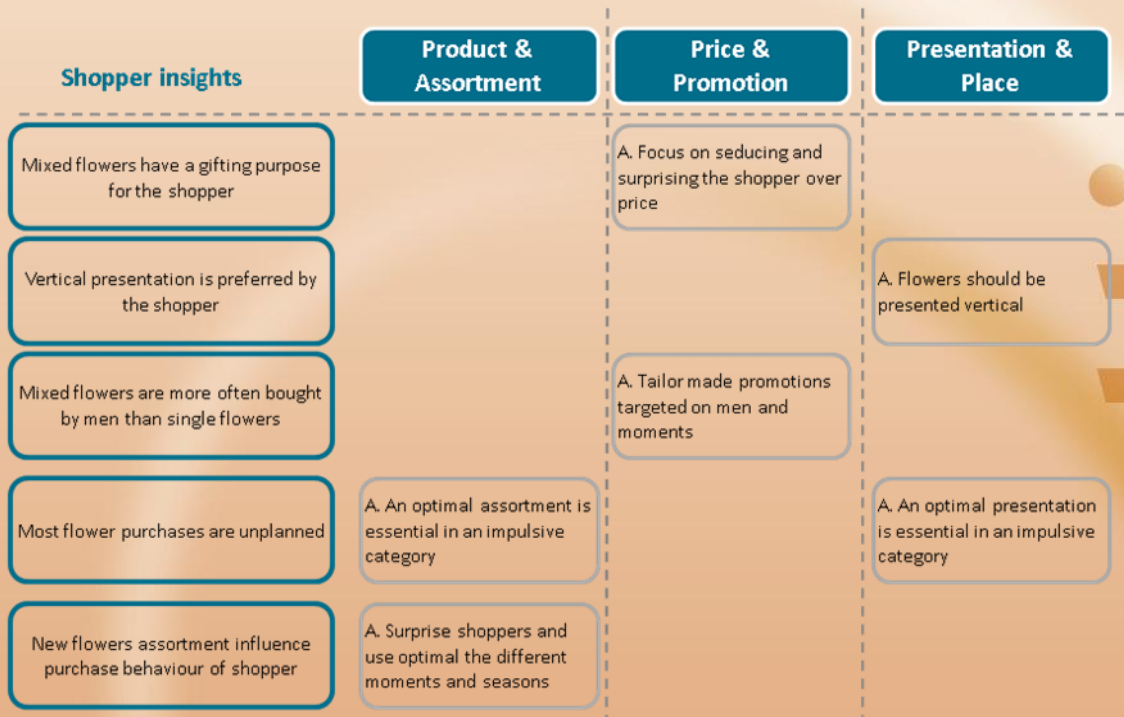 Shopper insights
Product &
Assortment
Price &
Promotion
Presentation &
Place
Mixed flowers have a gifting purpose
for the shopper
A. Focus on seducing and
surprising the shopper over
price
Vertical presentation is preferred by
the shopper
A. Flowers should be
presented vertical
Mixed flowers are more often bought
by men than single flowers
A. Tailor made promotions
targeted on men and
moments
Most flower purchases are unplanned
A. An optimal assortment is
essential in an impulsive
category
A. An optimal presentation
is essential in an impulsive
category
New flowers assortment influence
purchase behaviour of shopper
A. Surprise shoppers and
use optimal the different
moments and seasons